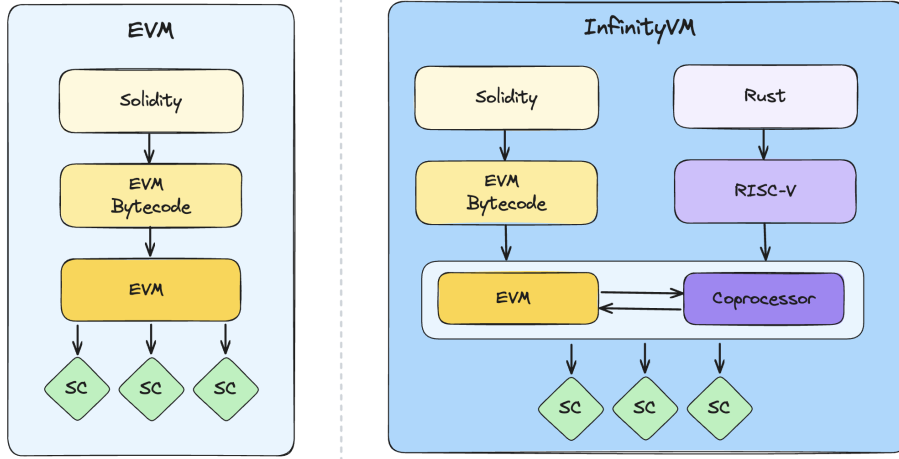 EVM
Solidity
EVM
Bytecode
EVM
SC
SC
SC
InfinityVM
Solidity
Rust
EVM
Bytecode
RISC-V
EVM
Coprocessor
SC
SC
SC